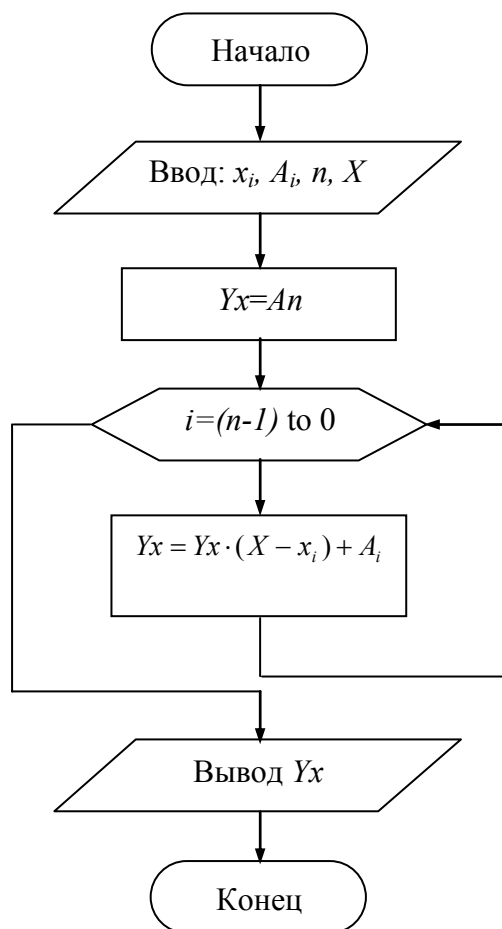 Начало
Ввод: xᵢ, Aᵢ, n, X
Yx=An
i=(n-1) to 0
Yx = Yx·(X − xᵢ) + Aᵢ
Вывод Yx
Конец